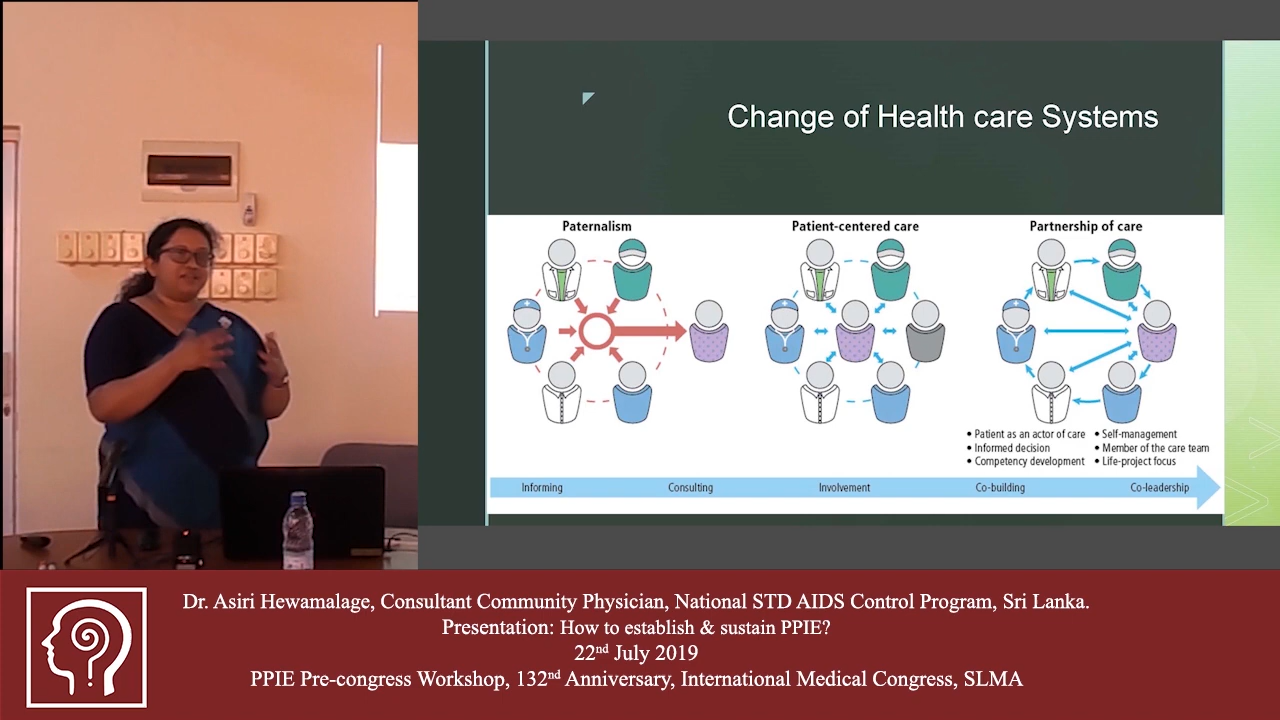 Change of Health care Systems
Paternalism
Patient-centered care
Partnership of care
• Patient as an actor of care
• Informed decision
• Competency development
• Self-management
• Member of the care team
• Life-project focus
Informing
Consulting
Involvement
Co-building
Co-leadership
Dr. Asiri Hewamalage, Consultant Community Physician, National STD AIDS Control Program, Sri Lanka.
Presentation: How to establish & sustain PPIE?
22nd July 2019
PPIE Pre-congress Workshop, 132nd Anniversary, International Medical Congress, SLMA